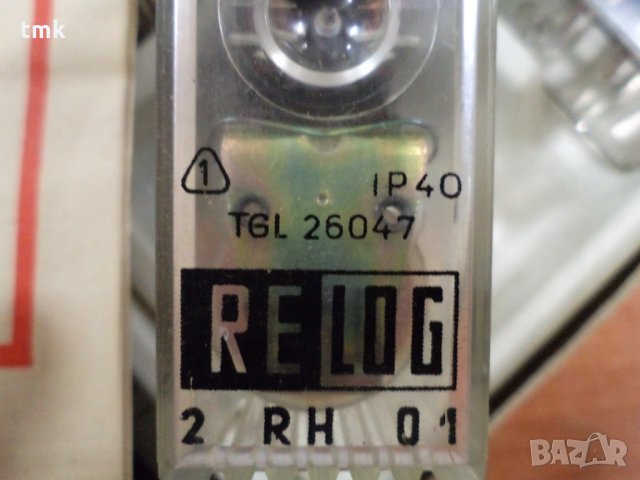 tmk
1 IP40
TGL 26047
RELOG
2 RH 01
BAZAR